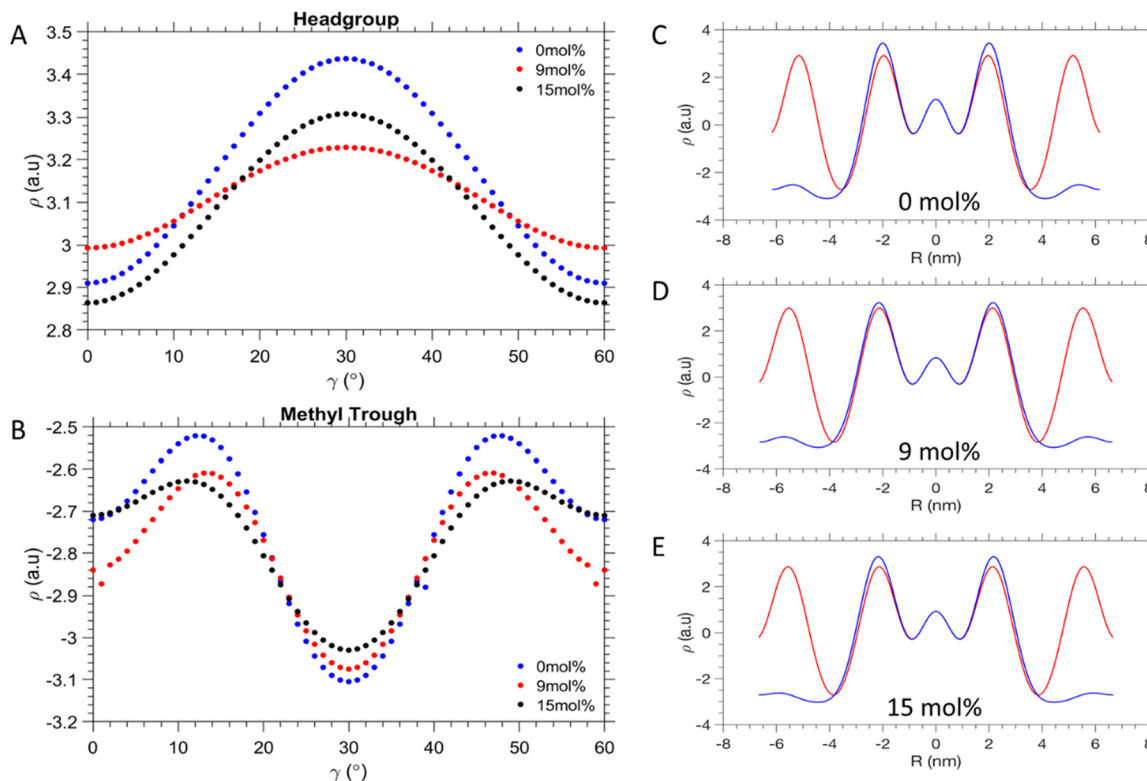 A
Headgroup
3.5
3.4
3.3
3.2
3.1
3
2.9
2.8
ρ (a.u)
0mol%
9mol%
15mol%
0 10 20 30 40 50 60
γ (°)
B
Methyl Trough
-2.5
-2.6
-2.7
-2.8
-2.9
-3
-3.1
-3.2
ρ (a.u)
0mol%
9mol%
15mol%
0 10 20 30 40 50 60
γ (°)
C
4
2
0
-2
-4
ρ (a.u)
0 mol%
-8 -6 -4 -2 0 2 4 6 8
R (nm)
D
4
2
0
-2
-4
ρ (a.u)
9 mol%
-8 -6 -4 -2 0 2 4 6 8
R (nm)
E
4
2
0
-2
-4
ρ (a.u)
15 mol%
-8 -6 -4 -2 0 2 4 6 8
R (nm)